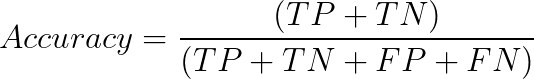 Accuracy = (TP + TN) / (TP + TN + FP + FN)